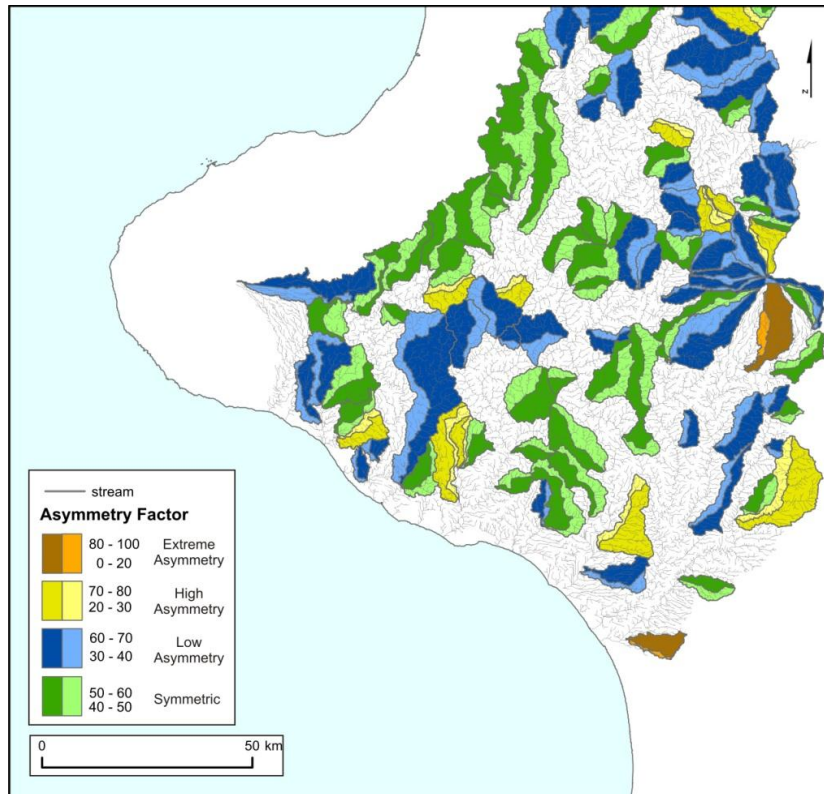 N
stream
Asymmetry Factor
80 - 100
0 - 20
Extreme
Asymmetry
70 - 80
20 - 30
High
Asymmetry
60 - 70
30 - 40
Low
Asymmetry
50 - 60
40 - 50
Symmetric
0
50 km